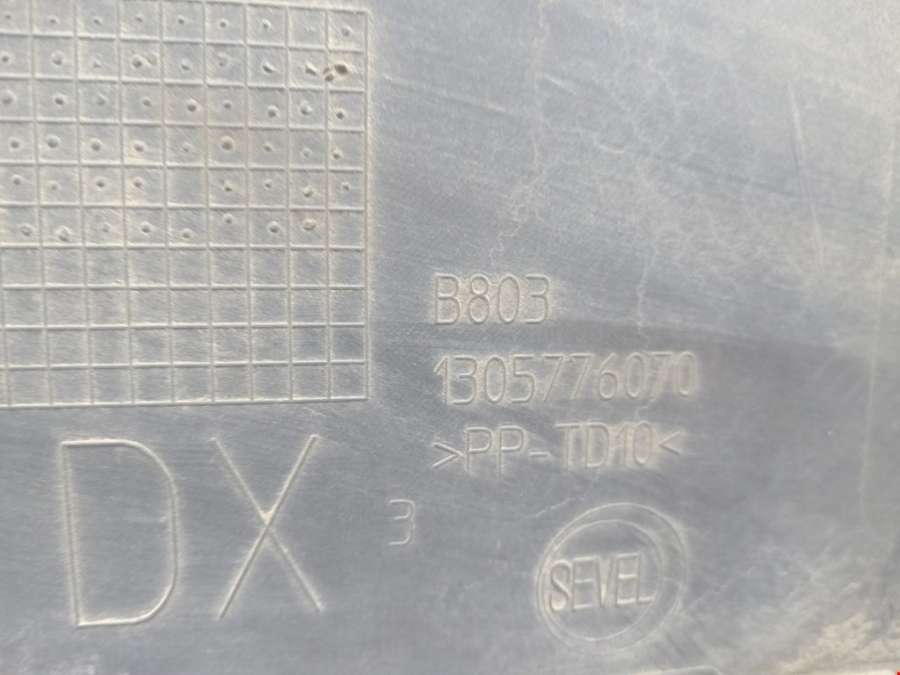 B803
1305776070
>PP-TD10<
DX
3
SEVEL